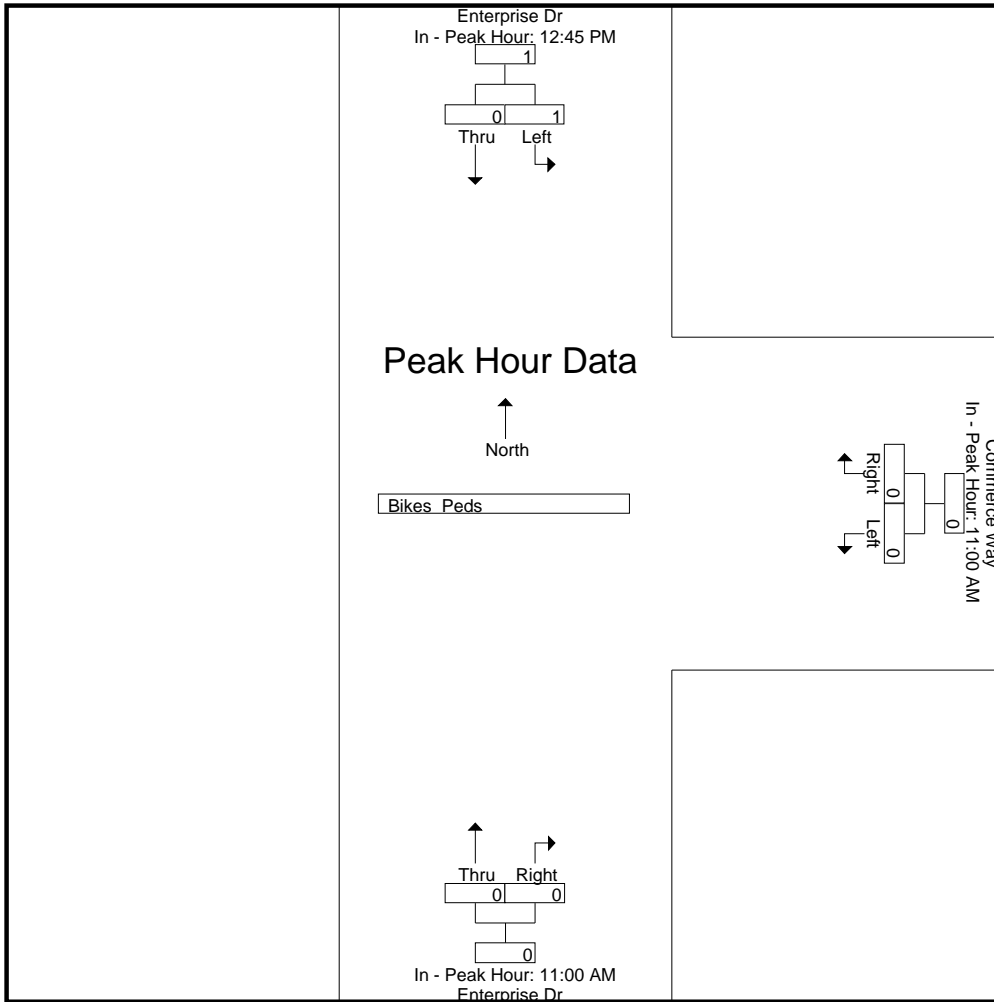 Enterprise Dr
In - Peak Hour: 12:45 PM
1
0 1
Thru Left
Peak Hour Data
North
Bikes Peds
Commerce Way
In - Peak Hour: 11:00 AM
0
Right 0
Left 0
Thru Right
0 0
0
In - Peak Hour: 11:00 AM
Enterprise Dr